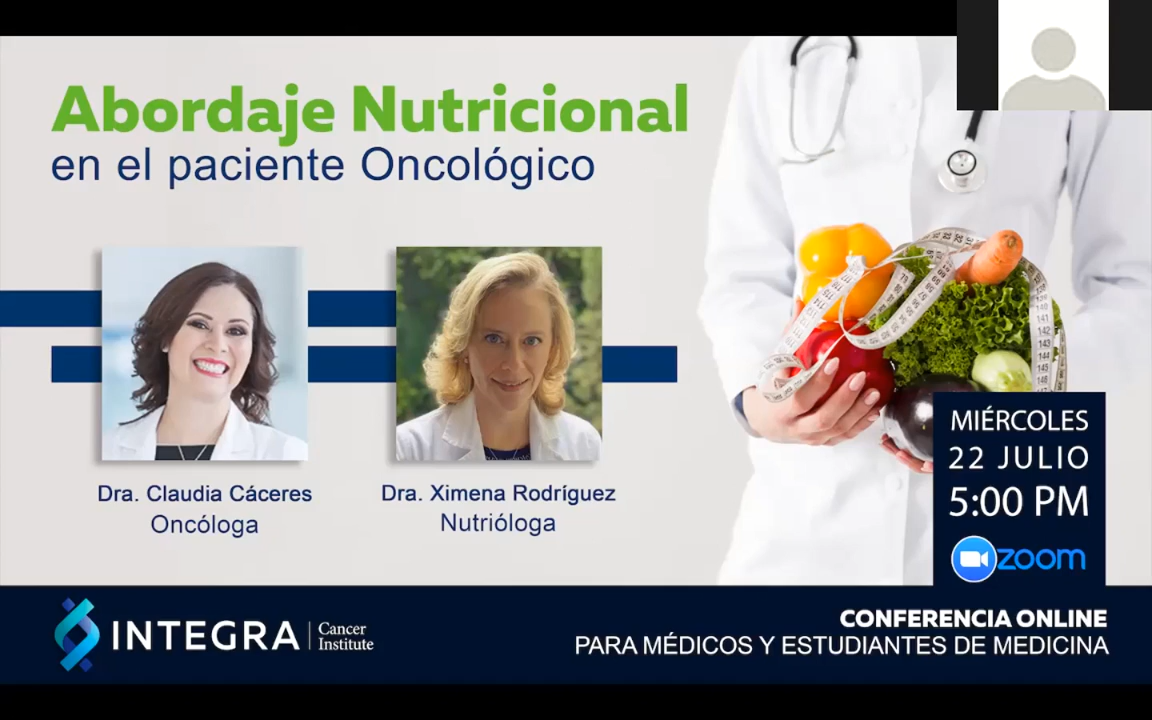 Abordaje Nutricional
en el paciente Oncológico
Dra. Claudia Cáceres
Oncóloga
Dra. Ximena Rodríguez
Nutrióloga
MIÉRCOLES
22 JULIO
5:00 PM
zoom
INTEGRA
Cancer
Institute
CONFERENCIA ONLINE
PARA MÉDICOS Y ESTUDIANTES DE MEDICINA